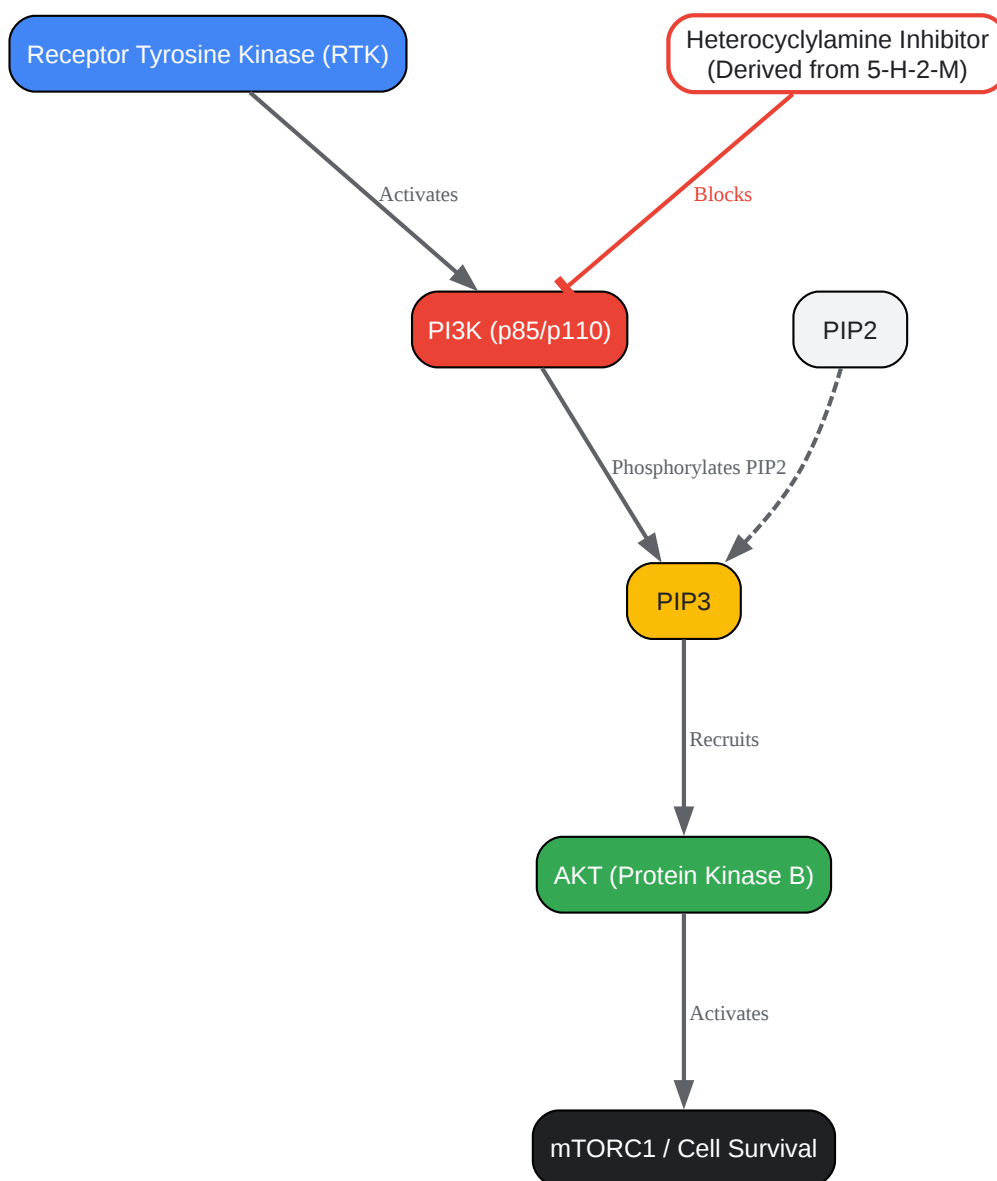 Receptor Tyrosine Kinase (RTK)
Heterocyclylamine Inhibitor
(Derived from 5-H-2-M)
Activates
Blocks
PI3K (p85/p110)
PIP2
Phosphorylates PIP2
PIP3
Recruits
AKT (Protein Kinase B)
Activates
mTORC1 / Cell Survival